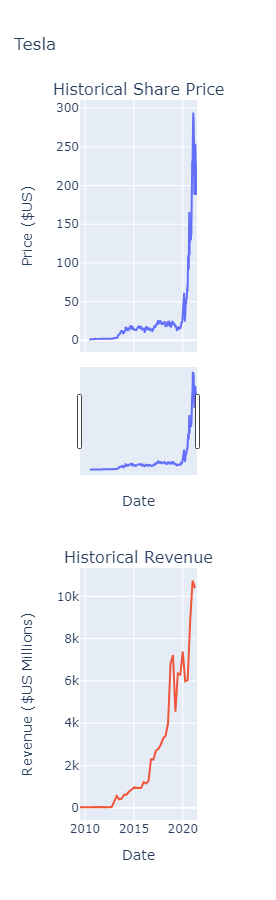 Tesla
Historical Share Price
300
250
200
150
100
50
0
Price ($US)
Date
Historical Revenue
10k
8k
6k
4k
2k
0
Revenue ($US Millions)
2010 2015 2020
Date